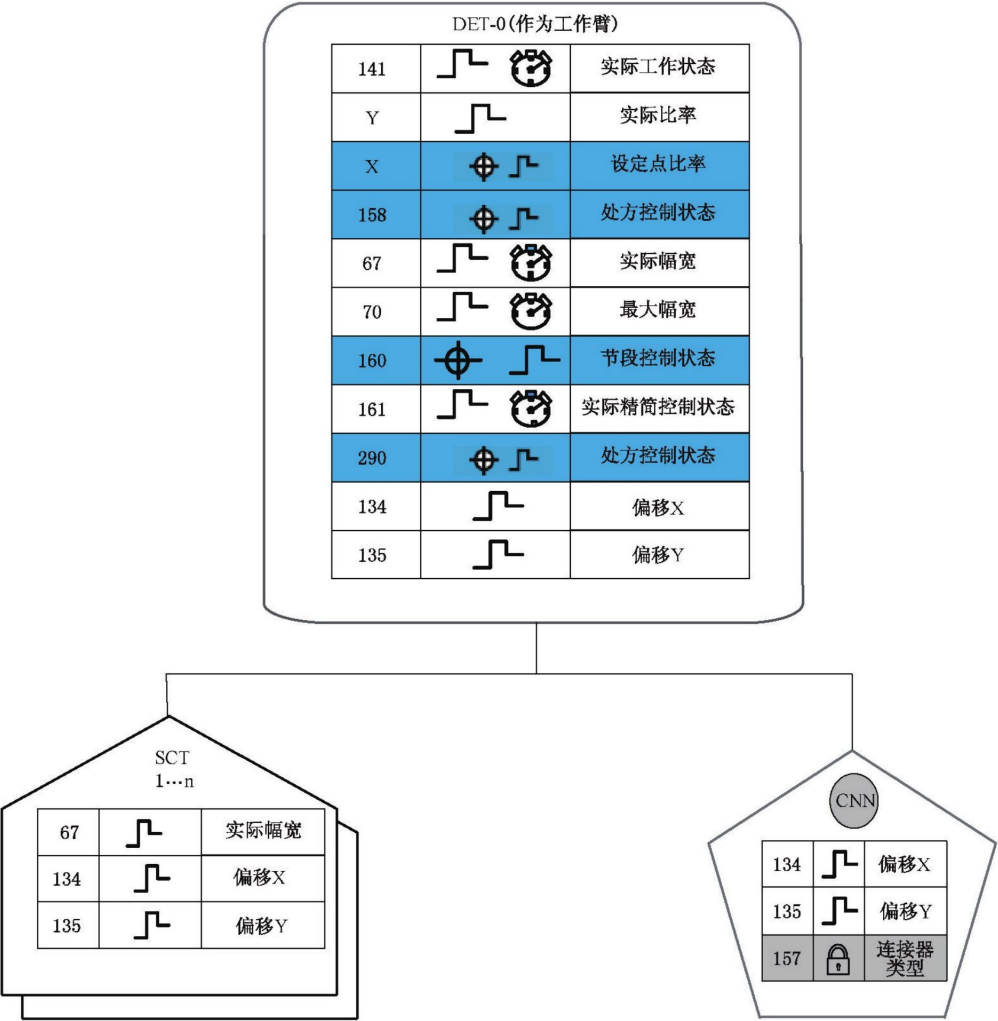 DET-0(作为工作臂)
141 实际工作状态
Y 实际比率
X 设定点比率
158 处方控制状态
67 实际幅宽
70 最大幅宽
160 节段控制状态
161 实际精简控制状态
290 处方控制状态
134 偏移X
135 偏移Y
SCT
1…n
67 实际幅宽
134 偏移X
135 偏移Y
CNN
134 偏移X
135 偏移Y
157 连接器
类型